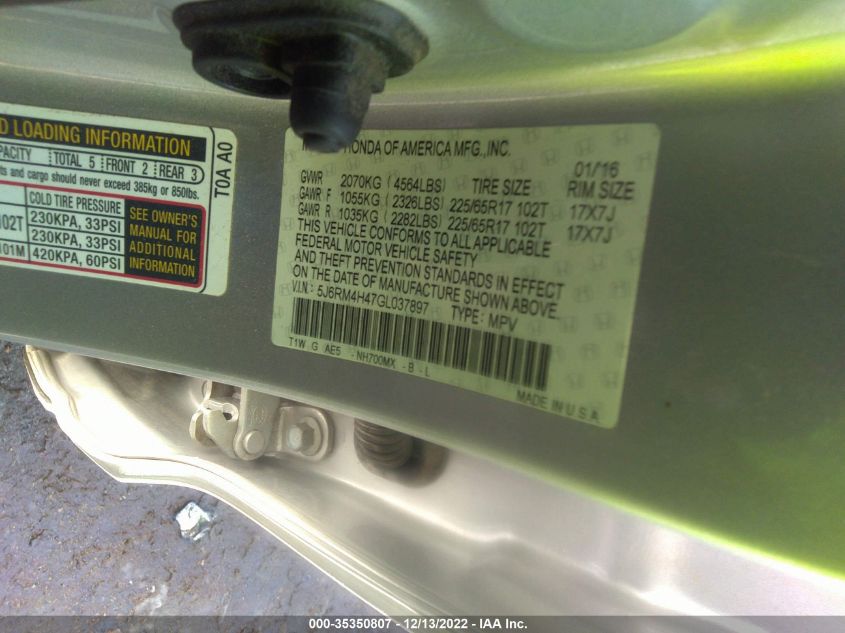 D LOADING INFORMATION
PACITY TOTAL 5 FRONT 2 REAR 3
ts and cargo should never exceed 385kg or 850lbs.
COLD TIRE PRESSURE
102T 230KPA, 33PSI
230KPA, 33PSI
101M 420KPA, 60PSI
SEE OWNER'S
MANUAL FOR
ADDITIONAL
INFORMATION
T0A A0
HONDA OF AMERICA MFG.,INC. 01/16
GVWR 2070KG (4564LBS) TIRE SIZE RIM SIZE
GAWR F 1055KG (2326LBS) 225/65R17 102T 17X7J
GAWR R 1035KG (2282LBS) 225/65R17 102T 17X7J
THIS VEHICLE CONFORMS TO ALL APPLICABLE
FEDERAL MOTOR VEHICLE SAFETY
AND THEFT PREVENTION STANDARDS IN EFFECT
ON THE DATE OF MANUFACTURE SHOWN ABOVE.
V.I.N.: 5J6RM4H47GL037897 TYPE: MPV
T1W G AE5 -NH700MX -B-L
MADE IN U.S.A.
000-35350807 - 12/13/2022 - IAA Inc.